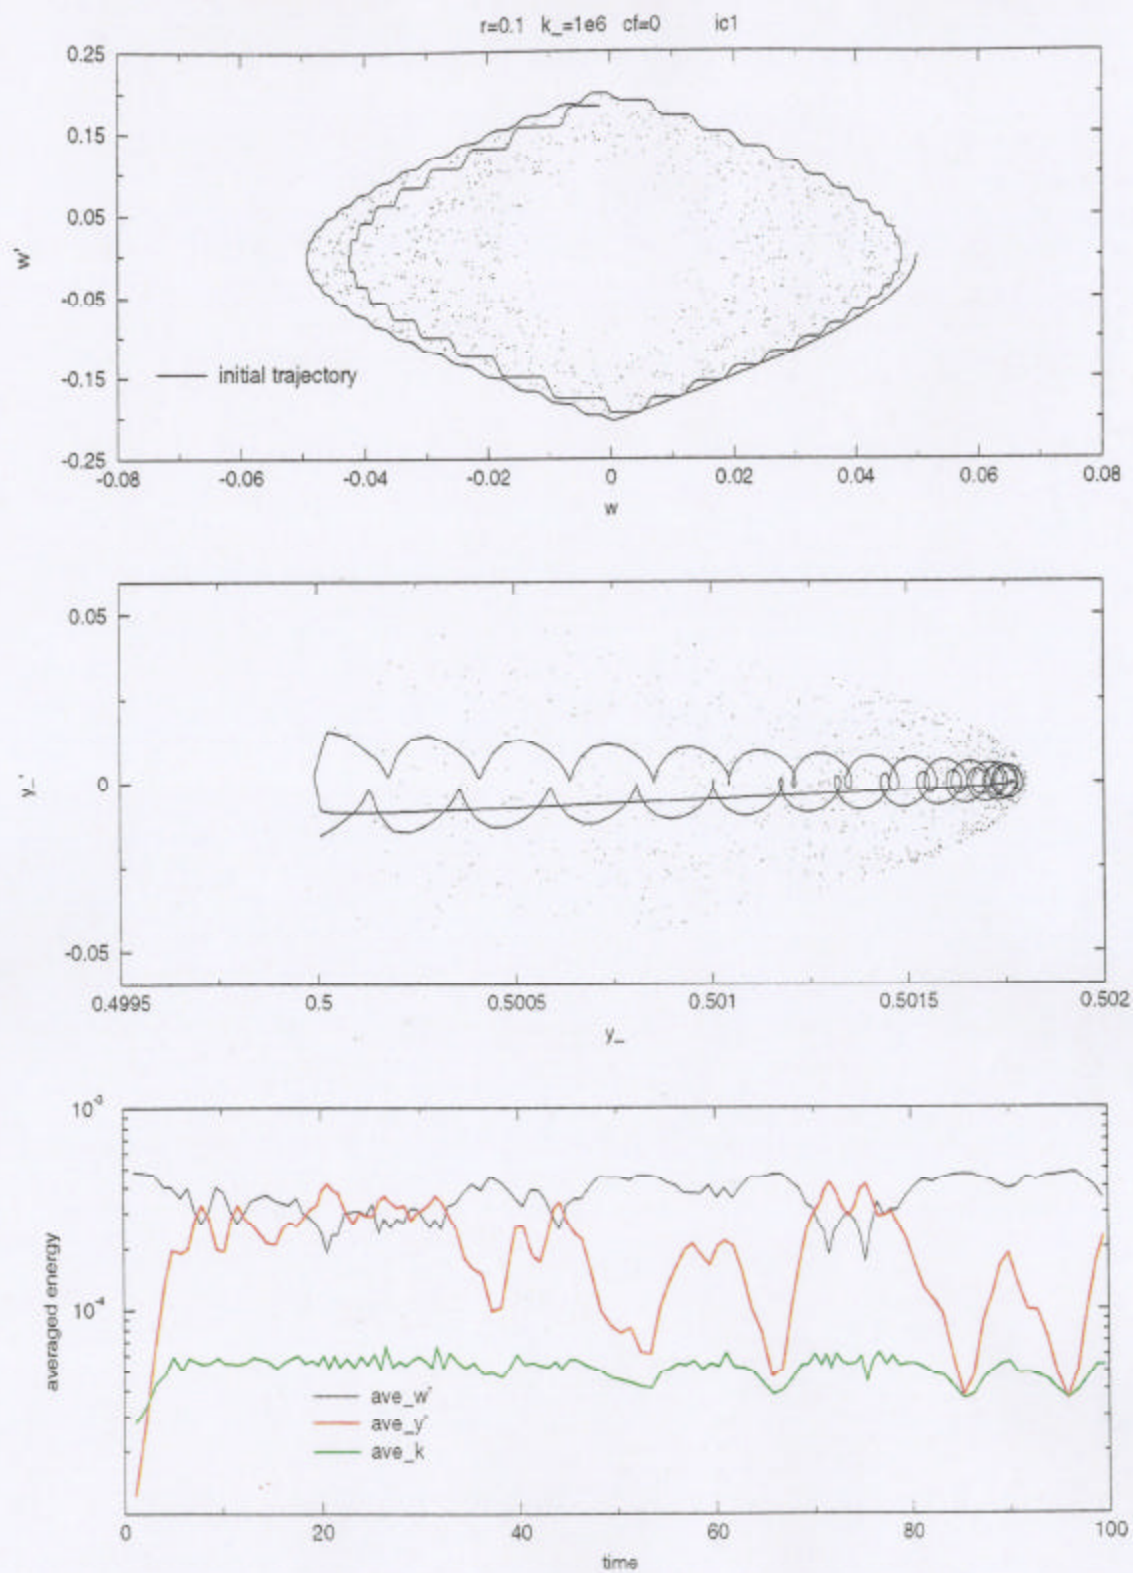 r=0.1 k_=1e6 cf=0 ic1
0.25
0.15
0.05
-0.05
-0.15
-0.25
w'
initial trajectory
-0.08 -0.06 -0.04 -0.02 0 0.02 0.04 0.06 0.08
w
0.05
0
-0.05
y_'
0.4995 0.5 0.5005 0.501 0.5015 0.502
y_
10⁻³
10⁻⁴
averaged energy
ave_w'
ave_y'
ave_k
0 20 40 60 80 100
time